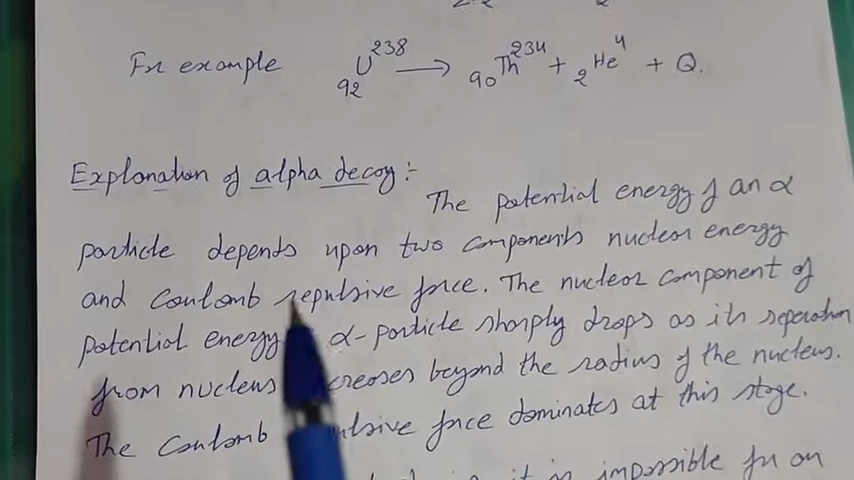 For example ₉₂U²³⁸ → ₉₀Th²³⁴ + ₂He⁴ + Q.
Explanation of alpha decay :-
The potential energy of an α
particle depends upon two components nuclear energy
and coulomb repulsive force. The nuclear component of
potential energy α-particle sharply drops as its separation
from nucleus creases beyond the radius of the nucleus.
The Coulomb ulsive force dominates at this stage.
it is impossible for an